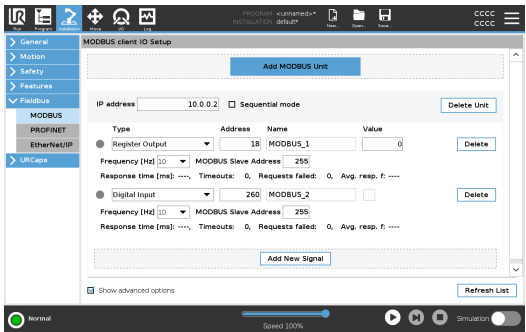 PROGRAM <unnamed>*
INSTALLATION default*
CCCC
CCCC
Run Program Installation Move I/O Log New... Open... Save...
General
Motion
Safety
Features
Fieldbus
MODBUS
PROFINET
EtherNet/IP
URCaps
MODBUS client IO Setup
Add MODBUS Unit
IP address 10.0.0.2 Sequential mode Delete Unit
Type Address Name Value
Register Output 18 MODBUS_1 0 Delete
Frequency [Hz] 10 MODBUS Slave Address 255
Response time [ms]: ----, Timeouts: 0, Requests failed: 0, Avg. resp. f: ----
Digital Input 260 MODBUS_2 Delete
Frequency [Hz] 10 MODBUS Slave Address 255
Response time [ms]: ----, Timeouts: 0, Requests failed: 0, Avg. resp. f: ----
Add New Signal
Show advanced options Refresh List
Normal Speed 100% Simulation